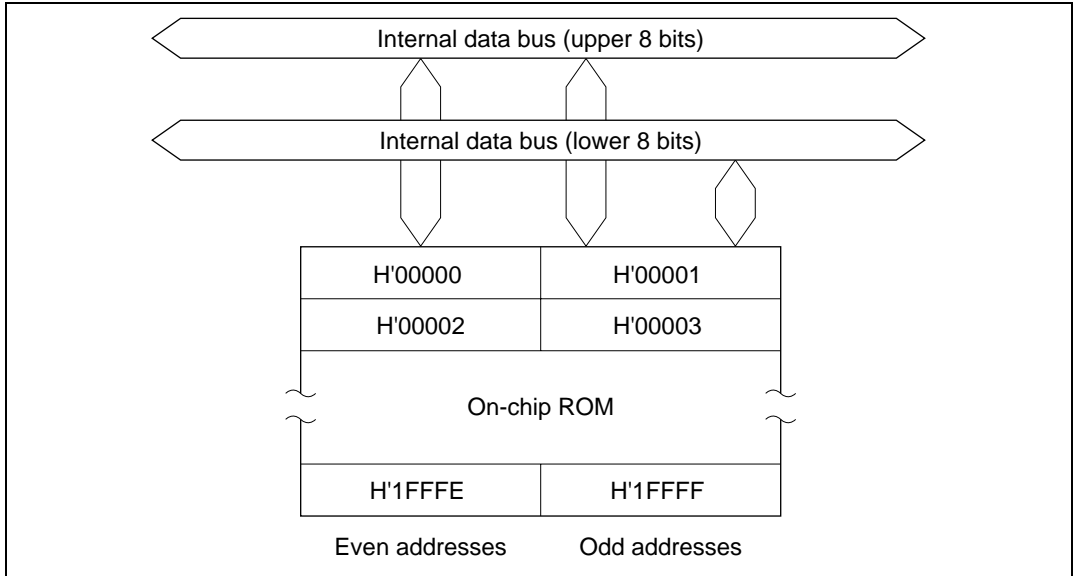 Internal data bus (upper 8 bits)
Internal data bus (lower 8 bits)
H'00000 H'00001
H'00002 H'00003
On-chip ROM
H'1FFFE H'1FFFF
Even addresses Odd addresses